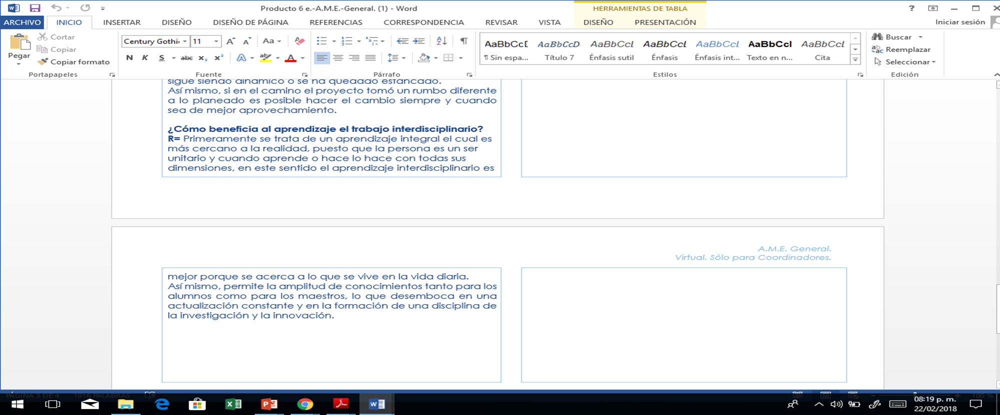 Producto 6 e.-A.M.E.-General. (1) - Word
HERRAMIENTAS DE TABLA
?
ARCHIVO INICIO INSERTAR DISEÑO DISEÑO DE PÁGINA REFERENCIAS CORRESPONDENCIA REVISAR VISTA DISEÑO PRESENTACIÓN Iniciar sesión
Pegar
Cortar
Copiar
Copiar formato
Portapapeles
Century Gothi 11
Aa
N K S abc x₂ x²
Fuente
Párrafo
AaBbCcD AaBbCcD AaBbCcL AaBbCcL AaBbCcL AaBbCcI AaBbCcL
¶ Sin espa... Título 7 Énfasis sutil Énfasis Énfasis int... Texto en n... Cita
Estilos
Buscar
Reemplazar
Seleccionar
Edición
sigue siendo dinámico o se ha quedado estancado.
Así mismo, si en el camino el proyecto tomó un rumbo diferente
a lo planeado es posible hacer el cambio siempre y cuando
sea de mejor aprovechamiento.
¿Cómo beneficia al aprendizaje el trabajo interdisciplinario?
R= Primeramente se trata de un aprendizaje integral el cual es
más cercano a la realidad, puesto que la persona es un ser
unitario y cuando aprende o hace lo hace con todas sus
dimensiones, en este sentido el aprendizaje interdisciplinario es
A.M.E. General.
Virtual. Sólo para Coordinadores.
mejor porque se acerca a lo que se vive en la vida diaria.
Así mismo, permite la amplitud de conocimientos tanto para los
alumnos como para los maestros, lo que desemboca en una
actualización constante y en la formación de una disciplina de
la investigación y la innovación.
PÁGINA 3 DE 4 1016 PALABRAS
100 %
08:19 p. m.
22/02/2018